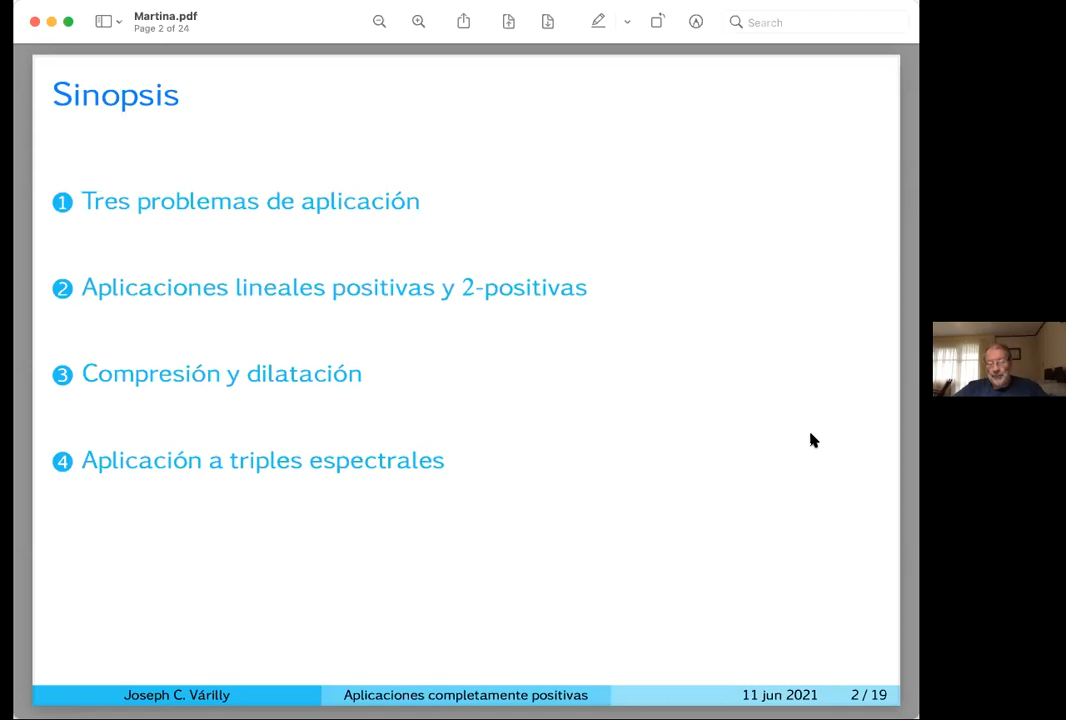 Martina.pdf
Page 2 of 24
Search
Sinopsis
1 Tres problemas de aplicación
2 Aplicaciones lineales positivas y 2-positivas
3 Compresión y dilatación
4 Aplicación a triples espectrales
Joseph C. Várilly Aplicaciones completamente positivas 11 jun 2021 2 / 19